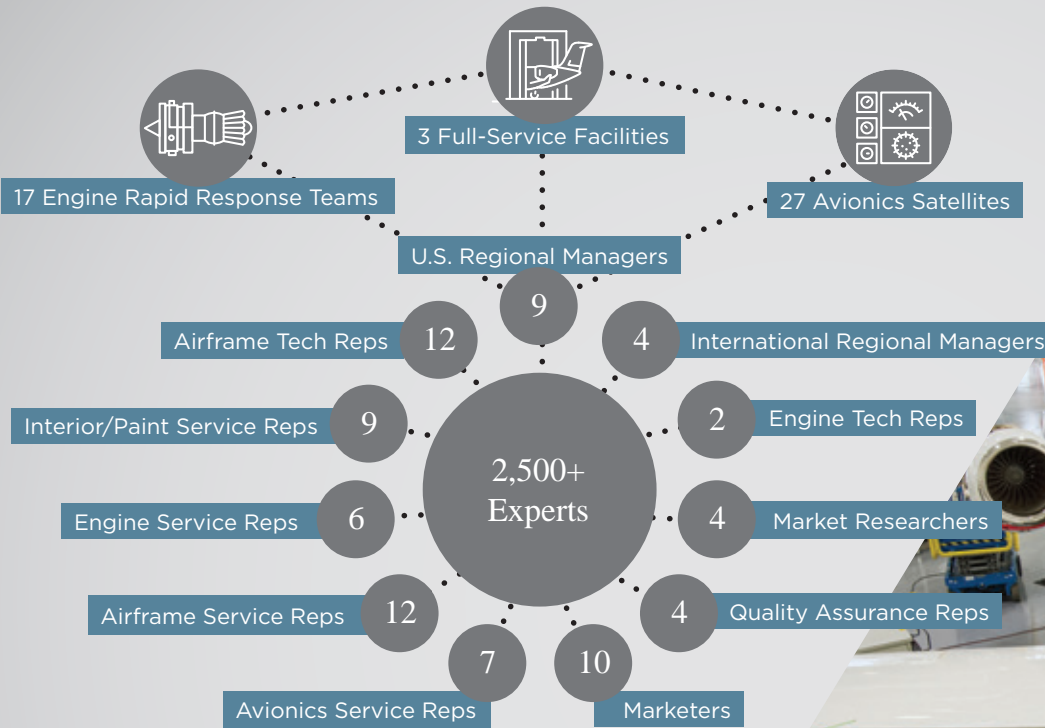 3 Full-Service Facilities
17 Engine Rapid Response Teams
27 Avionics Satellites
U.S. Regional Managers
9
Airframe Tech Reps
12
4
International Regional Managers
Interior/Paint Service Reps
9
2
Engine Tech Reps
2,500+
Experts
Engine Service Reps
6
4
Market Researchers
Airframe Service Reps
12
4
Quality Assurance Reps
7
10
Avionics Service Reps
Marketers